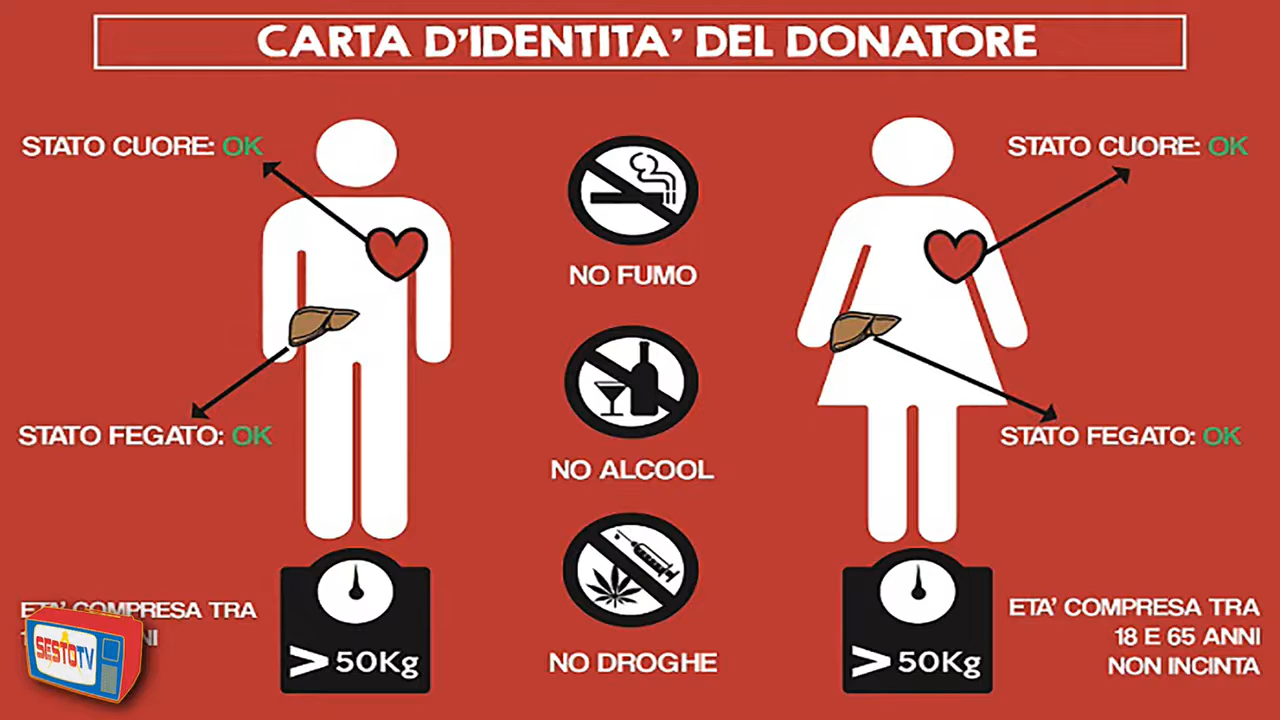 CARTA D'IDENTITA' DEL DONATORE
STATO CUORE: OK
STATO CUORE: OK
NO FUMO
NO ALCOOL
STATO FEGATO: OK
STATO FEGATO: OK
NO DROGHE
ETA' COMPRESA TRA
> 50Kg
> 50Kg
ETA' COMPRESA TRA
18 E 65 ANNI
NON INCINTA
SESTO TV